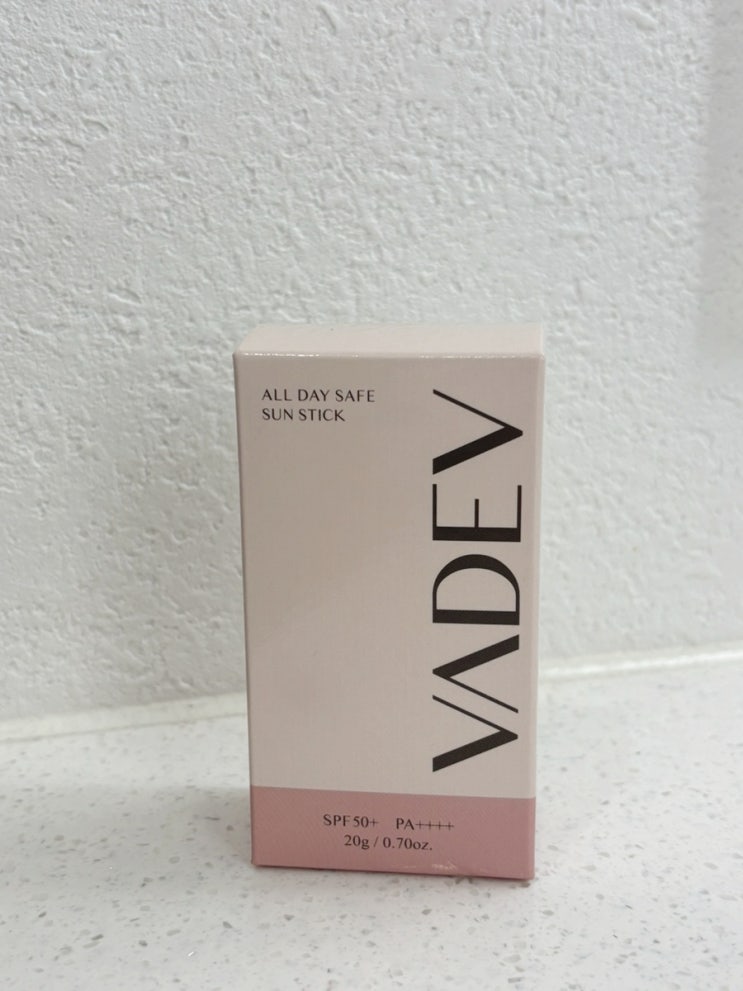 ALL DAY SAFE
SUN STICK
VADEV
SPF50+ PA++++
20g / 0.70oz.